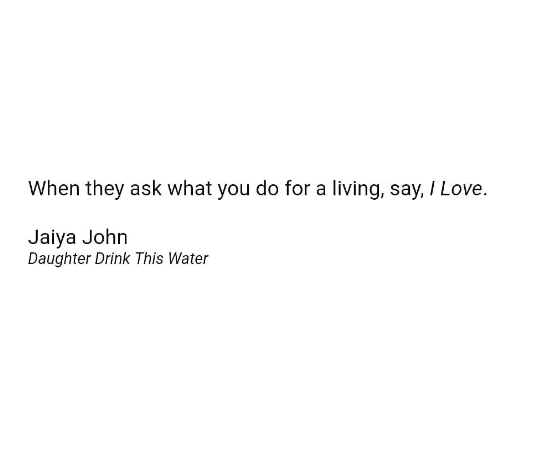 When they ask what you do for a living, say, I Love.
Jaiya John
Daughter Drink This Water